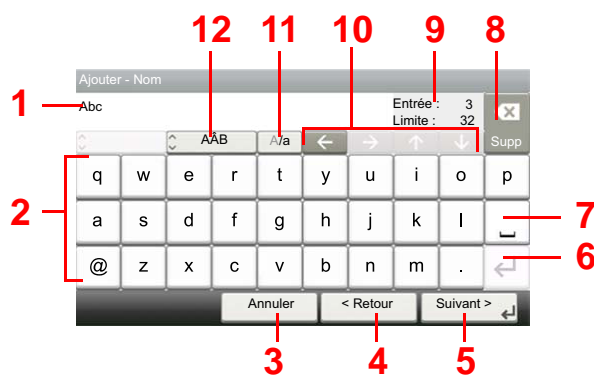 12 11 10 9 8
Ajouter - Nom
1 Abc
Entrée : 3
Limite : 32
AÂB A/a ← → ↑ ↓ Supp
2
q w e r t y u i o p
a s d f g h j k l 7
@ z x c v b n m . 6
Annuler < Retour Suivant >
3 4 5